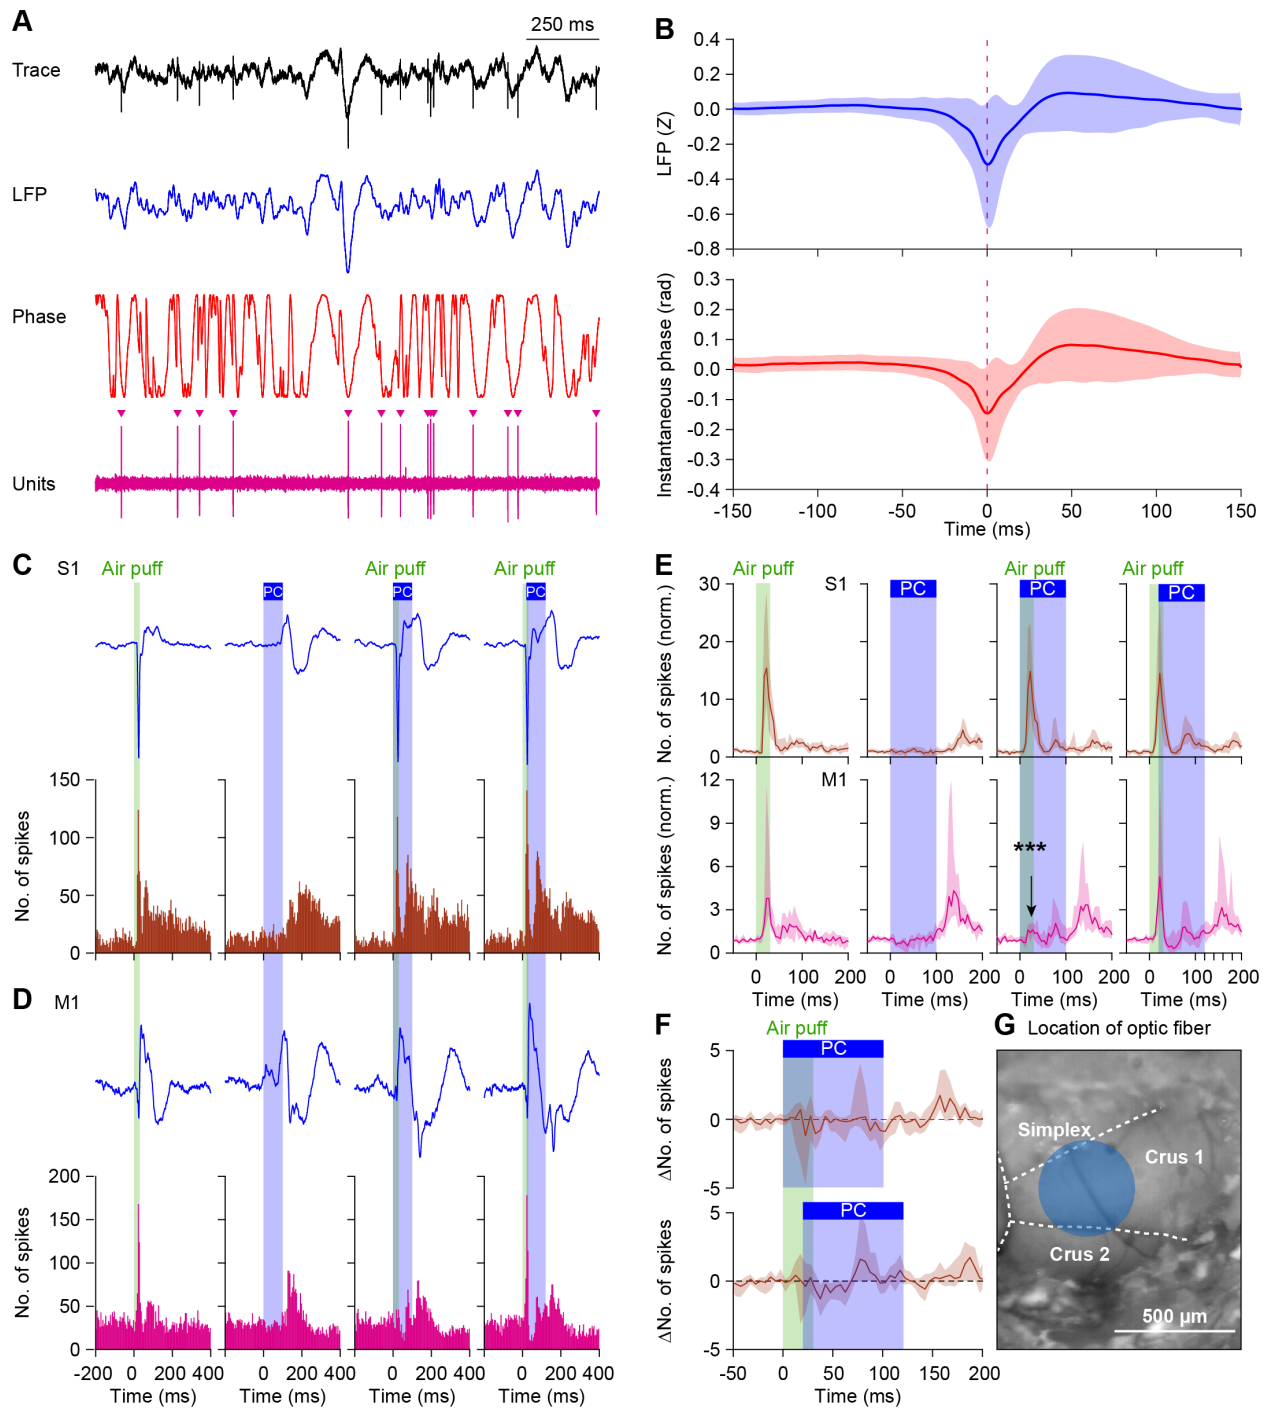 A
250 ms
Trace
LFP
Phase
Units
B
0.4
0.2
0.0
-0.2
-0.4
-0.6
-0.8
LFP (Z)
0.3
0.2
0.1
0.0
-0.1
-0.2
-0.3
-0.4
Instantaneous phase (rad)
-150 -100 -50 0 50 100 150
Time (ms)
C S1
Air puff Air puff Air puff
PC PC PC
150
100
50
0
No. of spikes
D M1
200
150
100
50
0
No. of spikes
-200 0 200 400 0 400 0 400 0 400
Time (ms) Time (ms) Time (ms) Time (ms)
E
Air puff Air puff Air puff
S1 PC PC PC
30
20
10
0
No. of spikes (norm.)
M1
12
9
6
3
0
No. of spikes (norm.)
***
0 100 200 0 100 200 0 100 200 0 100 200
Time (ms) Time (ms) Time (ms) Time (ms)
F
Air puff
PC
5
0
-5
ΔNo. of spikes
PC
5
0
-5
ΔNo. of spikes
-50 0 50 100 150 200
Time (ms)
G Location of optic fiber
Simplex
Crus 1
Crus 2
500 µm